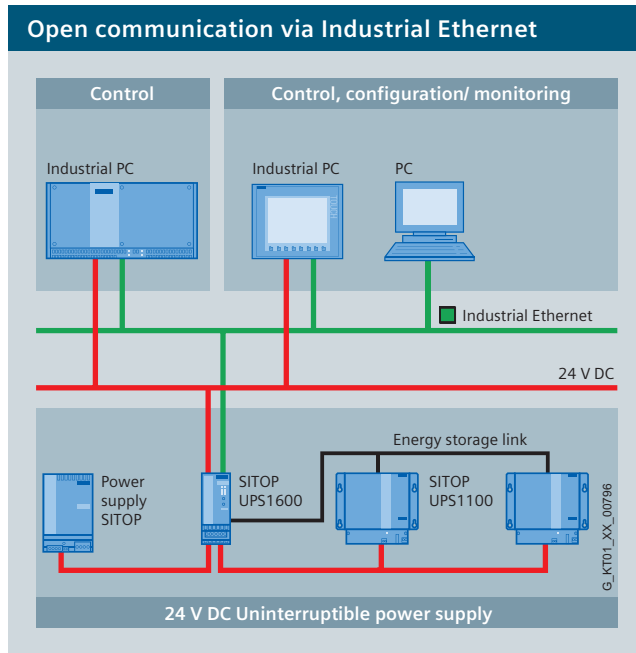 Open communication via Industrial Ethernet
Control
Control, configuration/ monitoring
Industrial PC
Industrial PC
PC
Industrial Ethernet
24 V DC
Energy storage link
Power
supply
SITOP
SITOP
UPS1600
SITOP
UPS1100
G_KT01_XX_00796
24 V DC Uninterruptible power supply